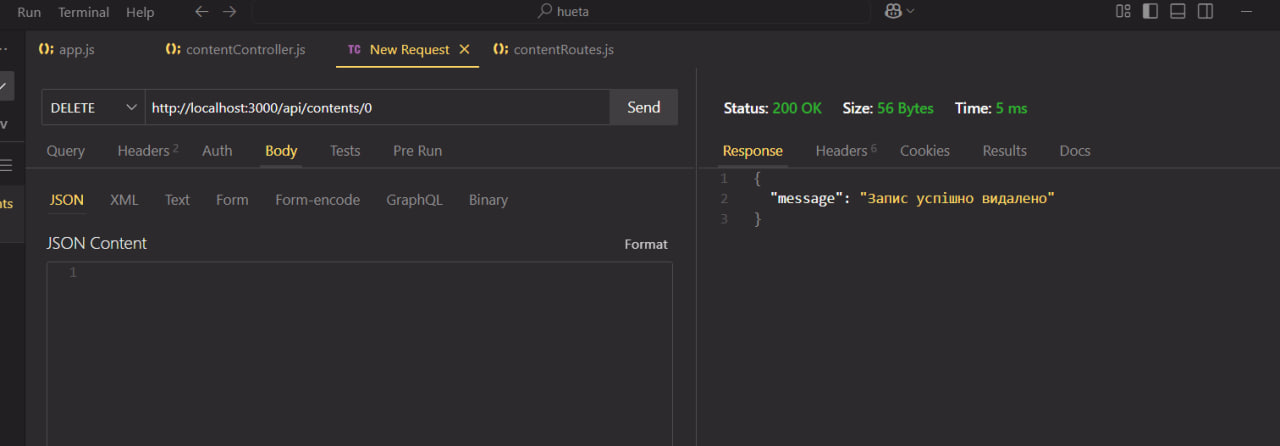 Run Terminal Help hueta
app.js contentController.js TC New Request contentRoutes.js
DELETE http://localhost:3000/api/contents/0 Send
Status: 200 OK Size: 56 Bytes Time: 5 ms
Query Headers 2 Auth Body Tests Pre Run
Response Headers 6 Cookies Results Docs
JSON XML Text Form Form-encode GraphQL Binary
JSON Content Format
1
1 {
2 "message": "Запис успішно видалено"
3 }